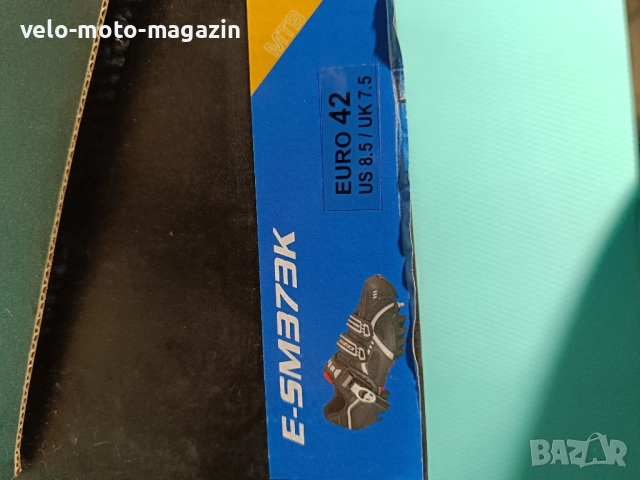 velo-moto-magazin
MTB
EURO 42
US 8.5 / UK 7.5
E-SM373K
BAZAR